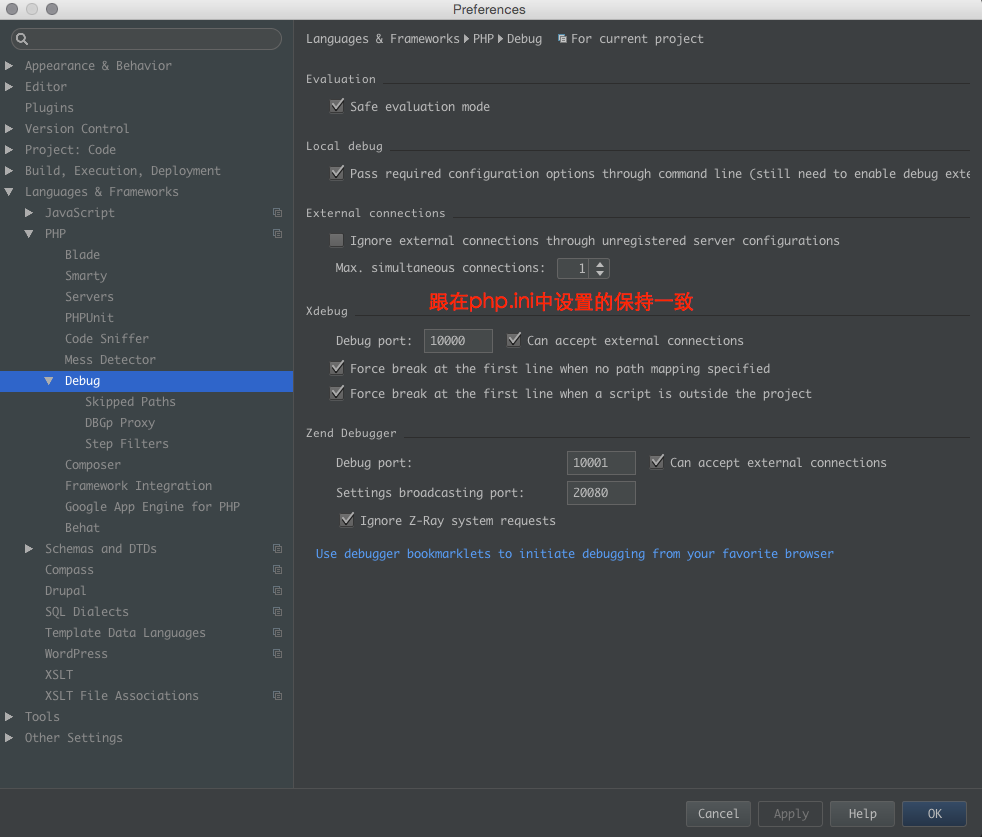 Preferences
Appearance & Behavior
Editor
Plugins
Version Control
Project: Code
Build, Execution, Deployment
Languages & Frameworks
JavaScript
PHP
Blade
Smarty
Servers
PHPUnit
Code Sniffer
Mess Detector
Debug
Skipped Paths
DBGp Proxy
Step Filters
Composer
Framework Integration
Google App Engine for PHP
Behat
Schemas and DTDs
Compass
Drupal
SQL Dialects
Template Data Languages
WordPress
XSLT
XSLT File Associations
Tools
Other Settings
Languages & Frameworks PHP Debug For current project
Evaluation
Safe evaluation mode
Local debug
Pass required configuration options through command line (still need to enable debug exte
External connections
Ignore external connections through unregistered server configurations
Max. simultaneous connections: 1
跟在php.ini中设置的保持一致
Xdebug
Debug port: 10000 Can accept external connections
Force break at the first line when no path mapping specified
Force break at the first line when a script is outside the project
Zend Debugger
Debug port: 10001 Can accept external connections
Settings broadcasting port: 20080
Ignore Z-Ray system requests
Use debugger bookmarklets to initiate debugging from your favorite browser
Cancel Apply Help OK